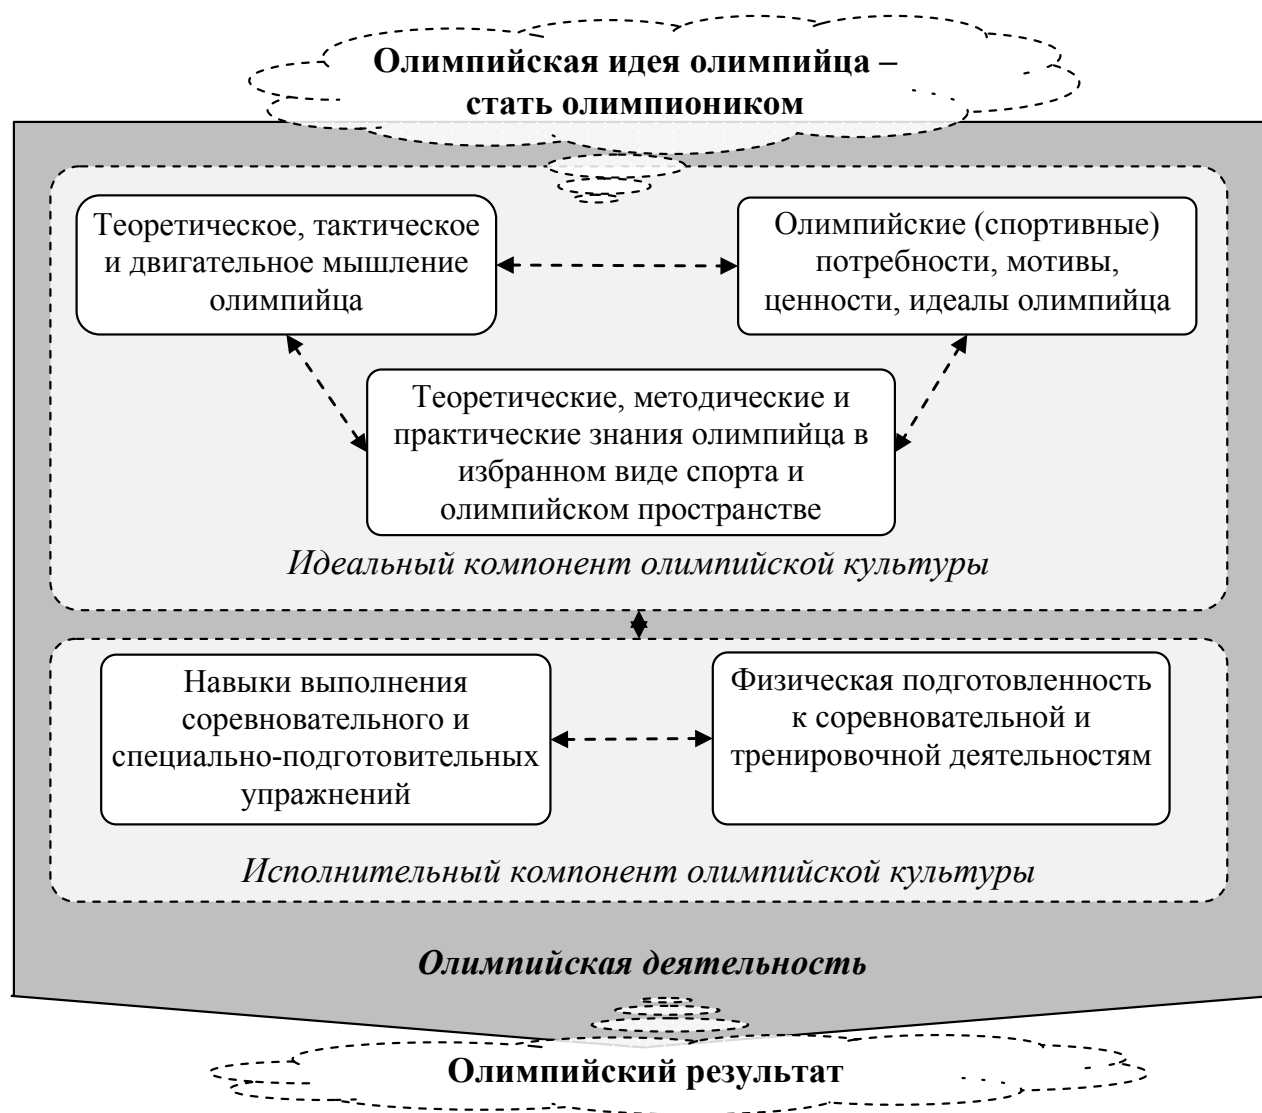 Олимпийская идея олимпийца –
стать олимпиоником
Теоретическое, тактическое
и двигательное мышление
олимпийца
Олимпийские (спортивные)
потребности, мотивы,
ценности, идеалы олимпийца
Теоретические, методические и
практические знания олимпийца в
избранном виде спорта и
олимпийском пространстве
Идеальный компонент олимпийской культуры
Навыки выполнения
соревновательного и
специально-подготовительных
упражнений
Физическая подготовленность
к соревновательной и
тренировочной деятельностям
Исполнительный компонент олимпийской культуры
Олимпийская деятельность
Олимпийский результат